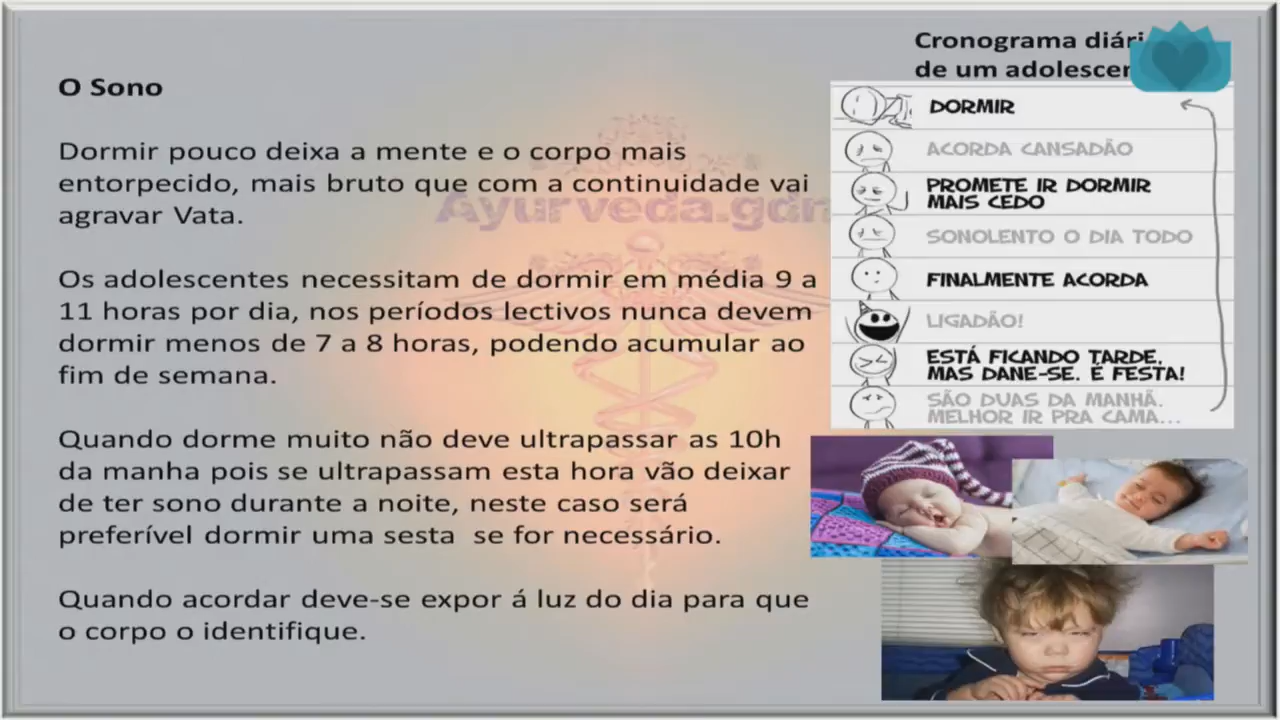 O Sono
Dormir pouco deixa a mente e o corpo mais
entorpecido, mais bruto que com a continuidade vai
agravar Vata.
Os adolescentes necessitam de dormir em média 9 a
11 horas por dia, nos períodos lectivos nunca devem
dormir menos de 7 a 8 horas, podendo acumular ao
fim de semana.
Quando dorme muito não deve ultrapassar as 10h
da manha pois se ultrapassam esta hora vão deixar
de ter sono durante a noite, neste caso será
preferível dormir uma sesta se for necessário.
Quando acordar deve-se expor á luz do dia para que
o corpo o identifique.
Ayurveda.gdn
Cronograma
de um
DORMIR
ACORDA CANSADÃO
PROMETE IR DORMIR
MAIS CEDO
SONOLENTO O DIA TODO
FINALMENTE ACORDA
LIGADÃO!
ESTÁ FICANDO TARDE.
MAS DANE-SE. É FESTA!
SÃO DUAS DA MANHÃ.
MELHOR IR PRA CAMA...